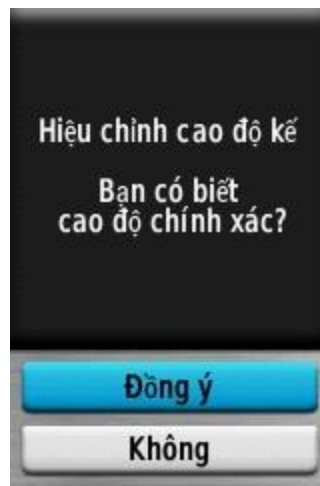 Hiệu chỉnh cao độ kế
Bạn có biết
cao độ chính xác?
Đồng ý
Không